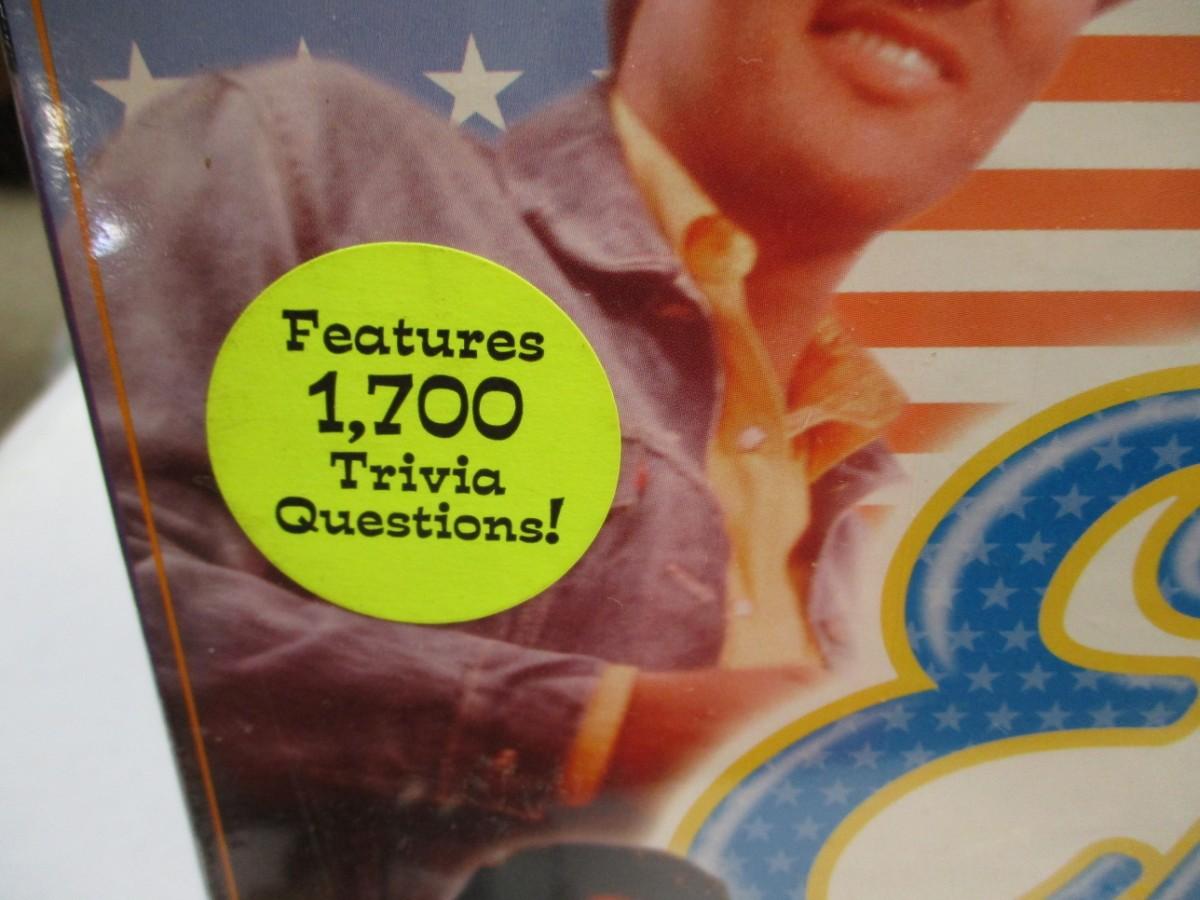 Features
1,700
Trivia
Questions!